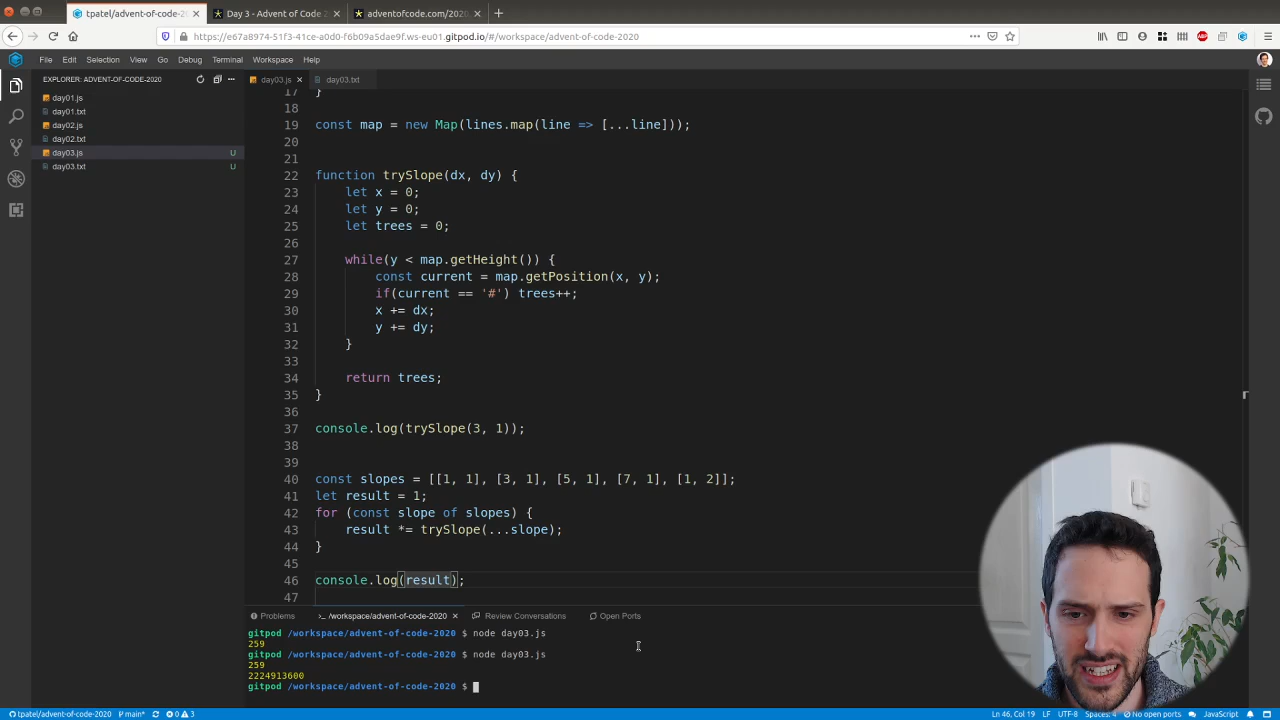 tpatel/advent-of-code-20
Day 3 - Advent of Code 2
adventofcode.com/2020
https://e67a8974-51f3-41ce-a0d0-f6b09a5dae9f.ws-eu01.gitpod.io/#/workspace/advent-of-code-2020
File Edit Selection View Go Debug Terminal Workspace Help
EXPLORER: ADVENT-OF-CODE-2020
day01.js
day01.txt
day02.js
day02.txt
day03.js U
day03.txt U
day03.js
day03.txt
17 }
18
19 const map = new Map(lines.map(line => [...line]));
20
21
22 function trySlope(dx, dy) {
23 let x = 0;
24 let y = 0;
25 let trees = 0;
26
27 while(y < map.getHeight()) {
28 const current = map.getPosition(x, y);
29 if(current == '#') trees++;
30 x += dx;
31 y += dy;
32 }
33
34 return trees;
35 }
36
37 console.log(trySlope(3, 1));
38
39
40 const slopes = [[1, 1], [3, 1], [5, 1], [7, 1], [1, 2]];
41 let result = 1;
42 for (const slope of slopes) {
43 result *= trySlope(...slope);
44 }
45
46 console.log(result);
47
Problems
>_ /workspace/advent-of-code-2020
Review Conversations
Open Ports
gitpod /workspace/advent-of-code-2020 $ node day03.js
259
gitpod /workspace/advent-of-code-2020 $ node day03.js
259
2224913600
gitpod /workspace/advent-of-code-2020 $
tpatel/advent-of-code-2020 main* 0 3
Ln 46, Col 19 LF UTF-8 Spaces: 4 No open ports JavaScript